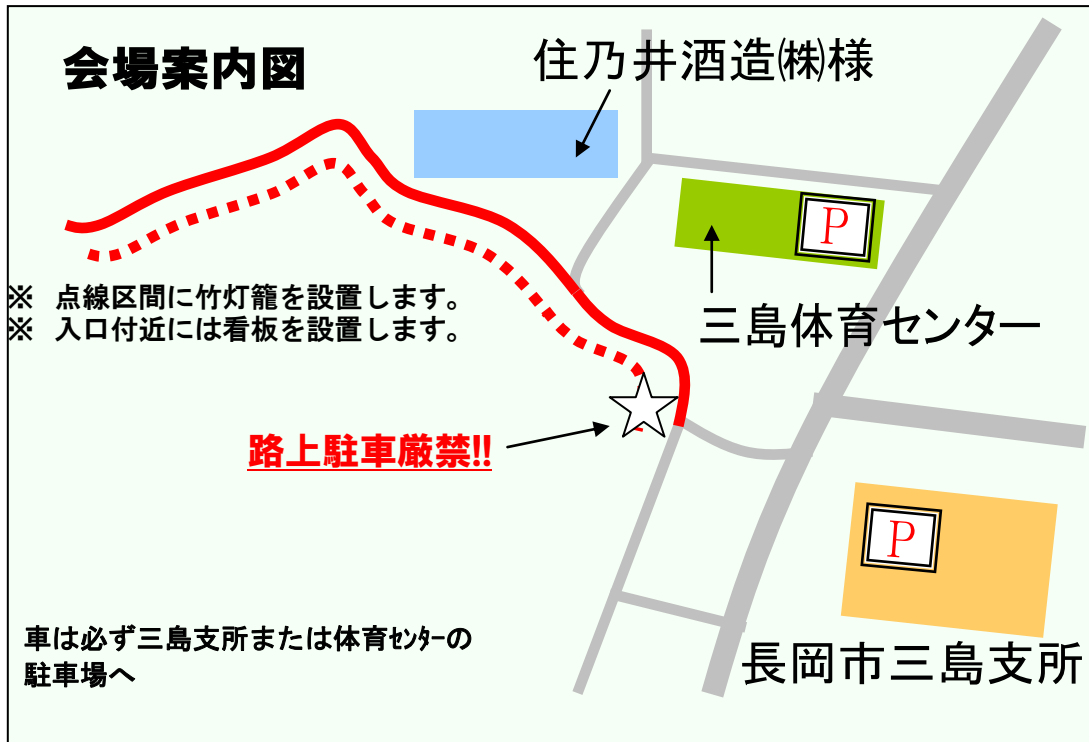 会場案内図
住乃井酒造㈱様
P
※　点線区間に竹灯籠を設置します。
※　入口付近には看板を設置します。
三島体育センター
路上駐車厳禁!!
P
車は必ず三島支所または体育ｾﾝﾀｰの
駐車場へ
長岡市三島支所